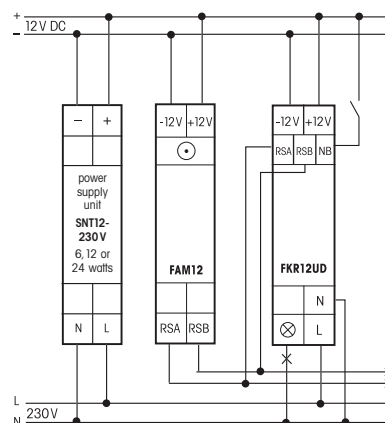 +
12V DC
–
– +
-12V +12V
-12V +12V
RSA RSB NB
power
supply
unit
SNT12-
230V
6, 12 or
24 watts
FAM12
FKR12UD
N
N L
RSA RSB
L
L
230V
N